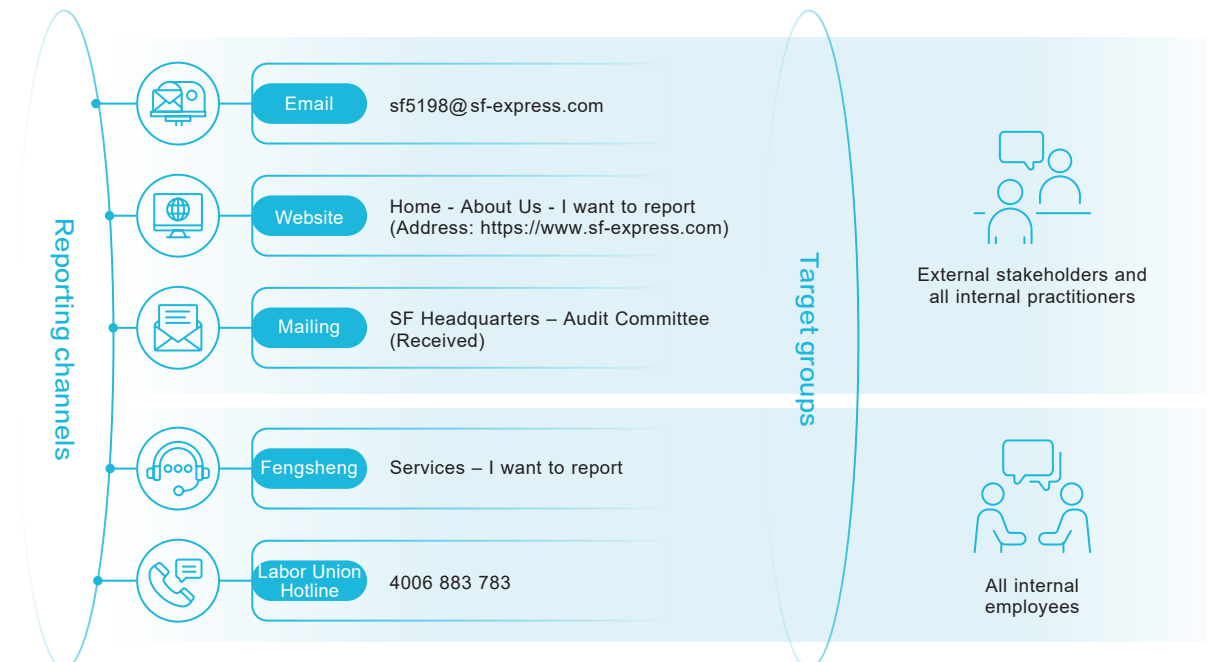 Reporting channels
Email
sf5198@sf-express.com
Website
Home - About Us - I want to report
(Address: https://www.sf-express.com)
Mailing
SF Headquarters – Audit Committee
(Received)
Fengsheng
Services – I want to report
Labor Union
Hotline
4006 883 783
Target groups
External stakeholders and
all internal practitioners
All internal
employees